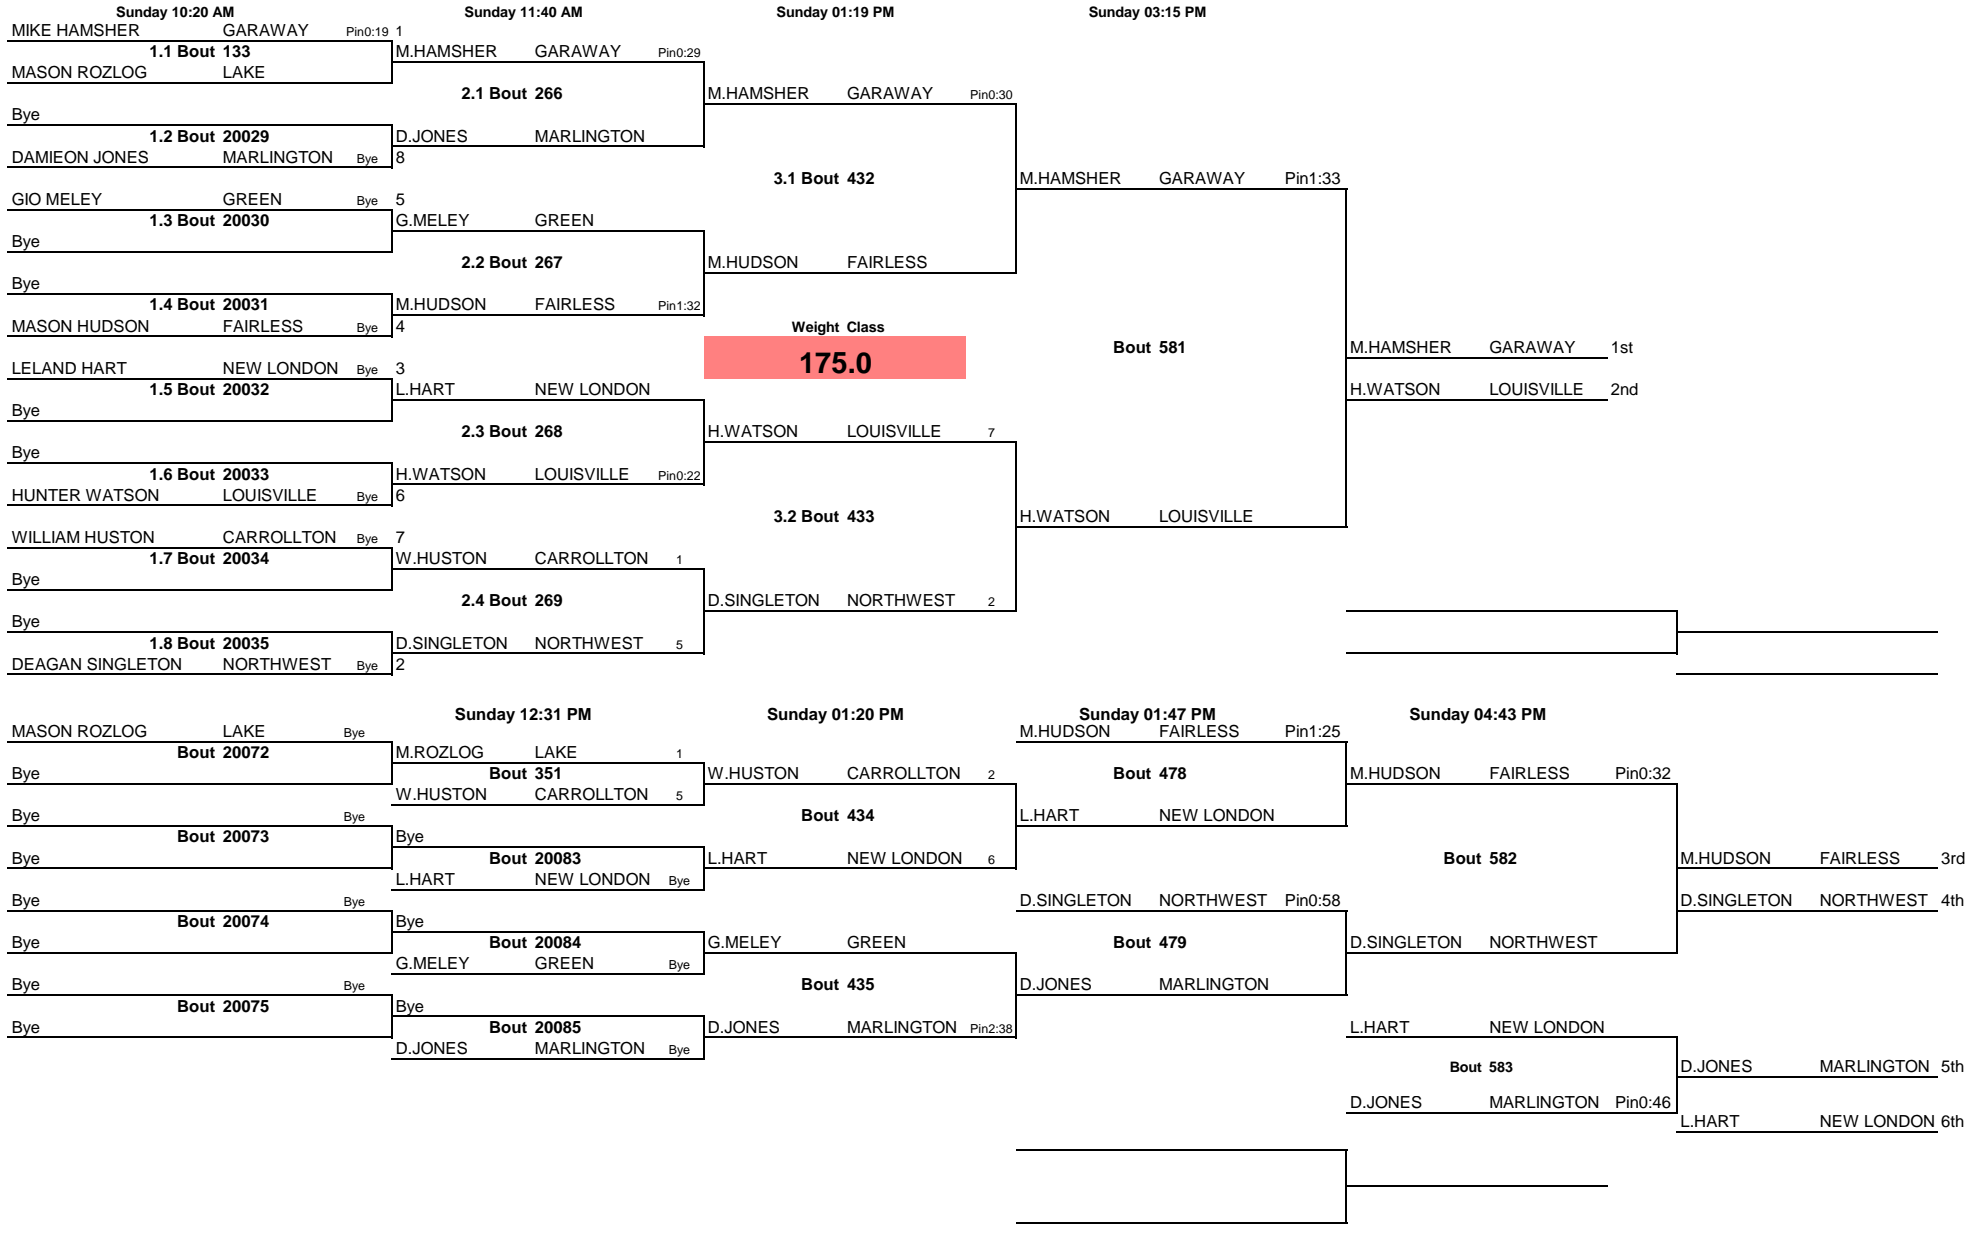 Sunday 10:20 AM Sunday 11:40 AM Sunday 01:19 PM Sunday 03:15 PM
MIKE HAMSHER GARAWAY Pin0:19 1
1.1 Bout 133 M.HAMSHER GARAWAY Pin0:29
MASON ROZLOG LAKE
2.1 Bout 266 M.HAMSHER GARAWAY Pin0:30
Bye
1.2 Bout 20029 D.JONES MARLINGTON
DAMIEON JONES MARLINGTON Bye 8
3.1 Bout 432 M.HAMSHER GARAWAY Pin1:33
GIO MELEY GREEN Bye 5
1.3 Bout 20030 G.MELEY GREEN
Bye
2.2 Bout 267 M.HUDSON FAIRLESS
Bye
1.4 Bout 20031 M.HUDSON FAIRLESS Pin1:32
MASON HUDSON FAIRLESS Bye 4 Weight Class
Bout 581 M.HAMSHER GARAWAY 1st
LELAND HART NEW LONDON Bye 3 175.0
1.5 Bout 20032 L.HART NEW LONDON H.WATSON LOUISVILLE 2nd
Bye
2.3 Bout 268 H.WATSON LOUISVILLE 7
Bye
1.6 Bout 20033 H.WATSON LOUISVILLE Pin0:22
HUNTER WATSON LOUISVILLE Bye 6
3.2 Bout 433 H.WATSON LOUISVILLE
WILLIAM HUSTON CARROLLTON Bye 7
1.7 Bout 20034 W.HUSTON CARROLLTON 1
Bye
2.4 Bout 269 D.SINGLETON NORTHWEST 2
Bye
1.8 Bout 20035 D.SINGLETON NORTHWEST 5
DEAGAN SINGLETON NORTHWEST Bye 2
Sunday 12:31 PM Sunday 01:20 PM Sunday 01:47 PM Sunday 04:43 PM
MASON ROZLOG LAKE Bye M.HUDSON FAIRLESS Pin1:25
Bout 20072 M.ROZLOG LAKE 1
Bye Bout 351 W.HUSTON CARROLLTON 2 Bout 478 M.HUDSON FAIRLESS Pin0:32
W.HUSTON CARROLLTON 5
Bye Bye Bout 434 L.HART NEW LONDON
Bout 20073 Bye
Bye Bout 20083 L.HART NEW LONDON 6 Bout 582 M.HUDSON FAIRLESS 3rd
L.HART NEW LONDON Bye
Bye Bye D.SINGLETON NORTHWEST Pin0:58 D.SINGLETON NORTHWEST 4th
Bout 20074 Bye
Bye Bout 20084 G.MELEY GREEN Bout 479 D.SINGLETON NORTHWEST
G.MELEY GREEN Bye
Bye Bye Bout 435 D.JONES MARLINGTON
Bout 20075 Bye
Bye Bout 20085 D.JONES MARLINGTON Pin2:38 L.HART NEW LONDON
D.JONES MARLINGTON Bye
Bout 583 D.JONES MARLINGTON 5th
D.JONES MARLINGTON Pin0:46
L.HART NEW LONDON 6th